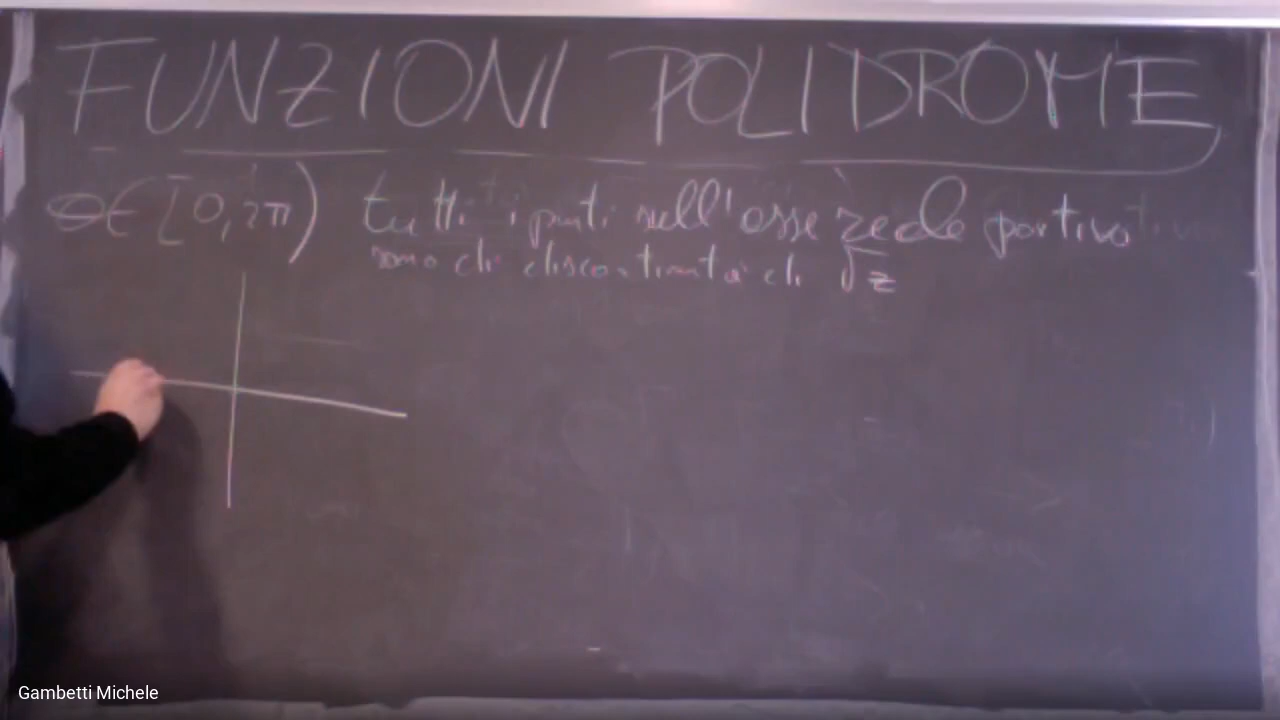 FUNZIONI POLIDROME
θ ∈ [0, 2π) tutti i punti sull'asse reale positivo
sono di discontinuità di √z
Gambetti Michele